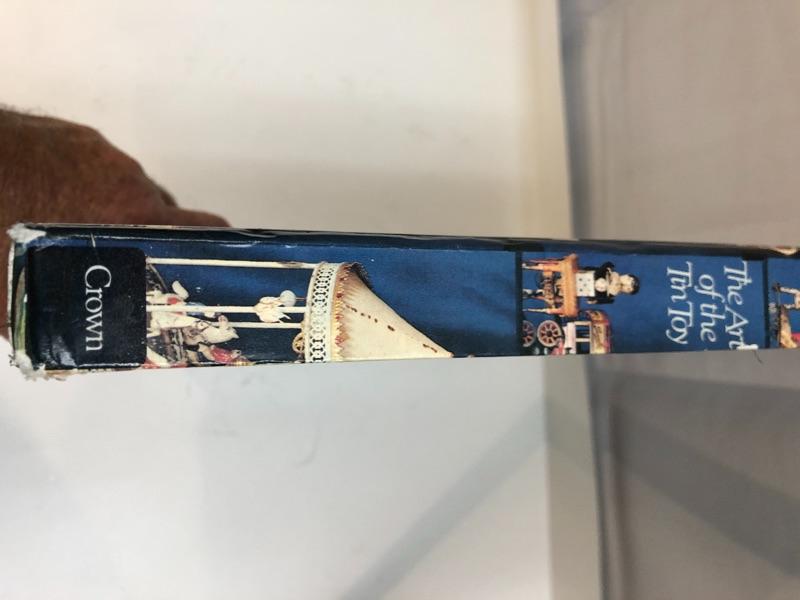 The Art
of the
Tin Toy
Crown